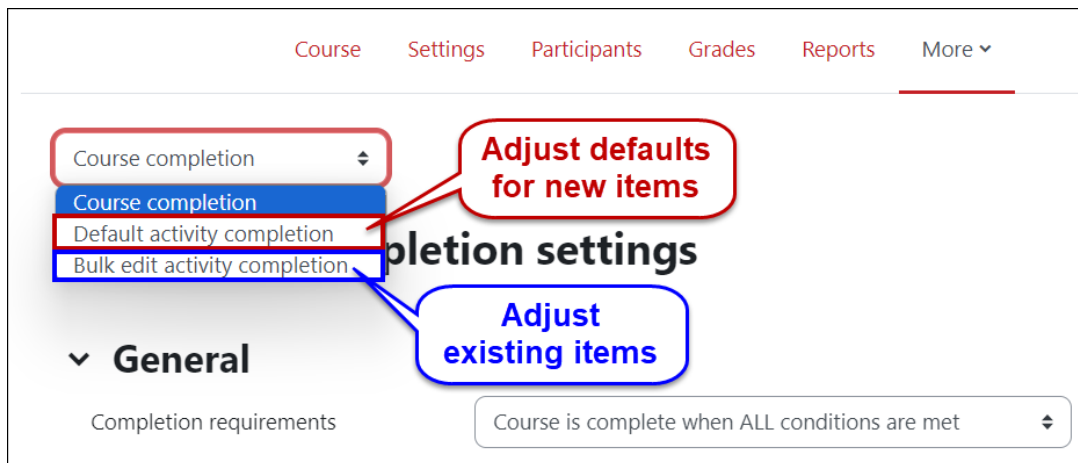 Course Settings Participants Grades Reports More
Course completion
Adjust defaults
for new items
Course completion
Default activity completion
Bulk edit activity completion
pletion settings
Adjust
existing items
General
Completion requirements
Course is complete when ALL conditions are met